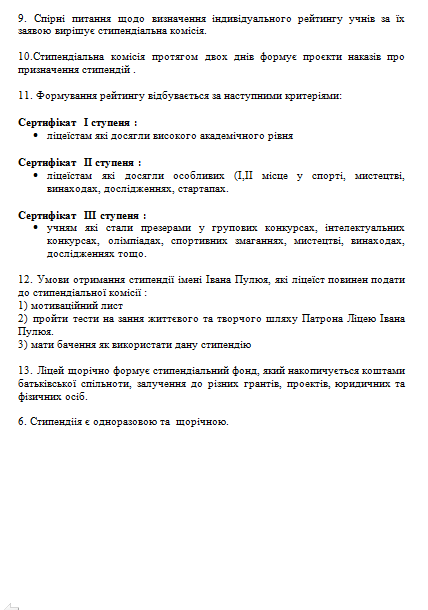 9. Спірні питання щодо визначення індивідуального рейтингу учнів за їх
заявою вирішує стипендіальна комісія.
10.Стипендіальна комісія протягом двох днів формує проєкти наказів про
призначення стипендій .
11. Формування рейтингу відбувається за наступними критеріями:
Сертифікат I ступеня :
• ліцеїстам які досягли високого академічного рівня
Сертифікат II ступеня :
• ліцеїстам які досягли особливих (I,II місце у спорті, мистецтві,
винаходах, дослідженнях, стартапах.
Сертифікат III ступеня :
• учням які стали презерами у групових конкурсах, інтелектуальних
конкурсах, олімпіадах, спортивних змаганнях, мистецтві, винаходах,
дослідженнях тощо.
12. Умови отримання стипендії імені Івана Пулюя, які ліцеїст повинен подати
до стипендіальної комісії :
1) мотиваційний лист
2) пройти тести на зання життєвого та творчого шляху Патрона Ліцею Івана
Пулюя.
3) мати бачення як використати дану стипендію
13. Ліцей щорічно формує стипендіальний фонд, який накопичується коштами
батьківської спільноти, залучення до різних грантів, проектів, юридичних та
фізичних осіб.
6. Стипендіія є одноразовою та щорічною.